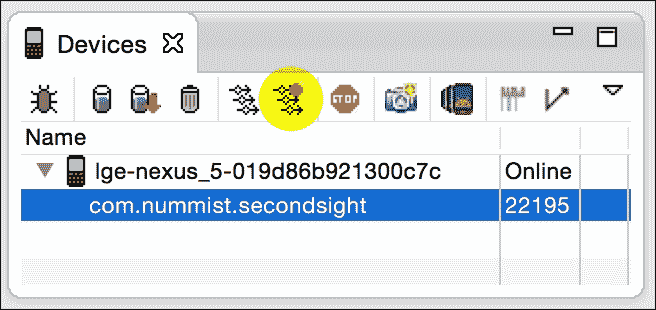 Devices
STOP
Name
lge-nexus_5-019d86b921300c7c Online
com.nummist.secondsight 22195